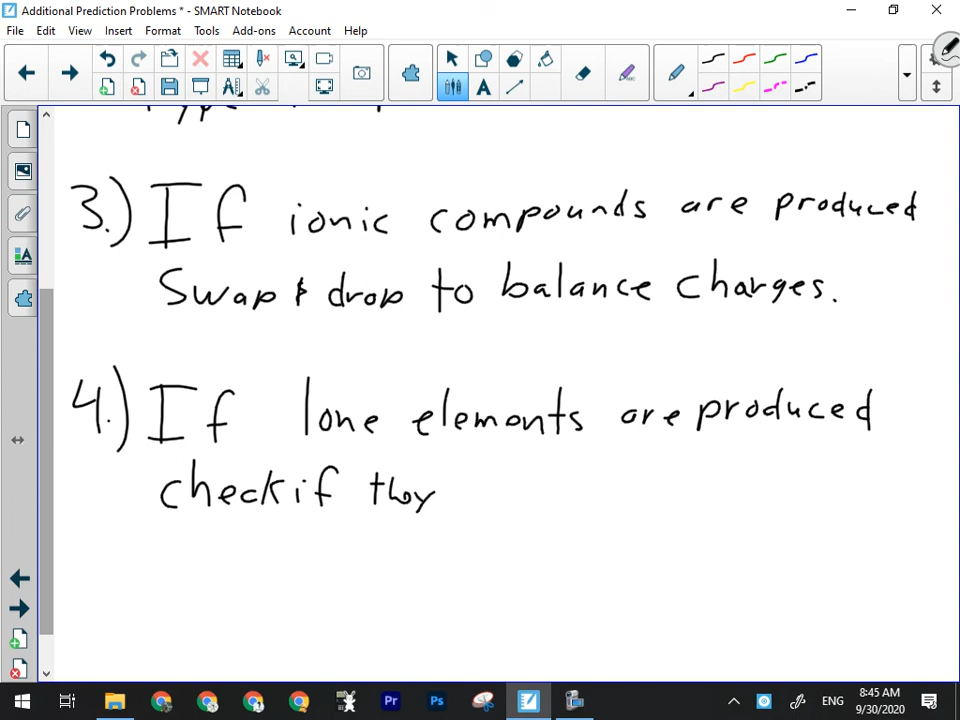 Additional Prediction Problems * - SMART Notebook
File Edit View Insert Format Tools Add-ons Account Help
Type
3.) If ionic compounds are produced
Swap & drop to balance charges.
4.) If lone elements are produced
check if they
ENG
8:45 AM
9/30/2020